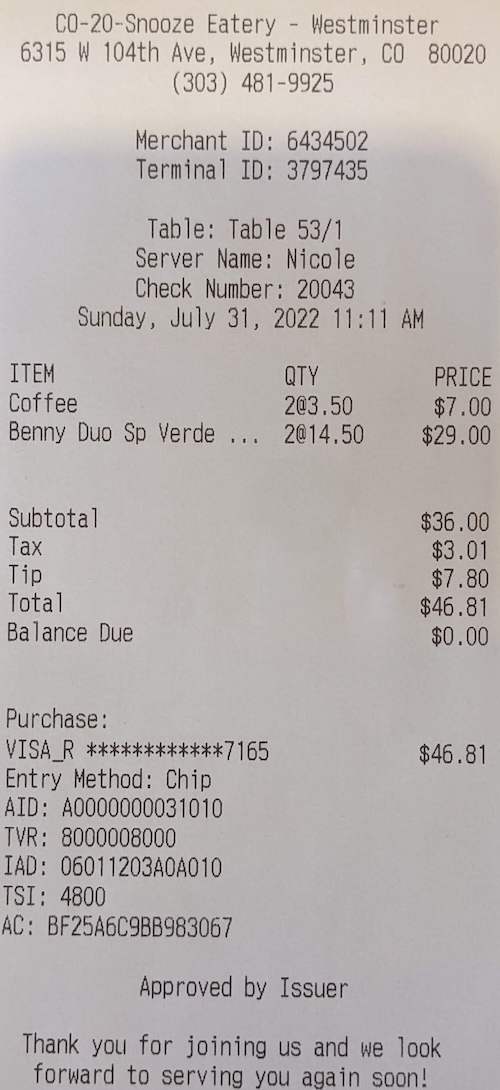 CO-20-Snooze Eatery - Westminster
6315 W 104th Ave, Westminster, CO 80020
(303) 481-9925
Merchant ID: 6434502
Terminal ID: 3797435
Table: Table 53/1
Server Name: Nicole
Check Number: 20043
Sunday, July 31, 2022 11:11 AM
ITEM QTY PRICE
Coffee 2@3.50 $7.00
Benny Duo Sp Verde ... 2@14.50 $29.00
Subtotal $36.00
Tax $3.01
Tip $7.80
Total $46.81
Balance Due $0.00
Purchase:
VISA_R ************7165 $46.81
Entry Method: Chip
AID: A0000000031010
TVR: 8000008000
IAD: 06011203A0A010
TSI: 4800
AC: BF25A6C9BB983067
Approved by Issuer
Thank you for joining us and we look
forward to serving you again soon!